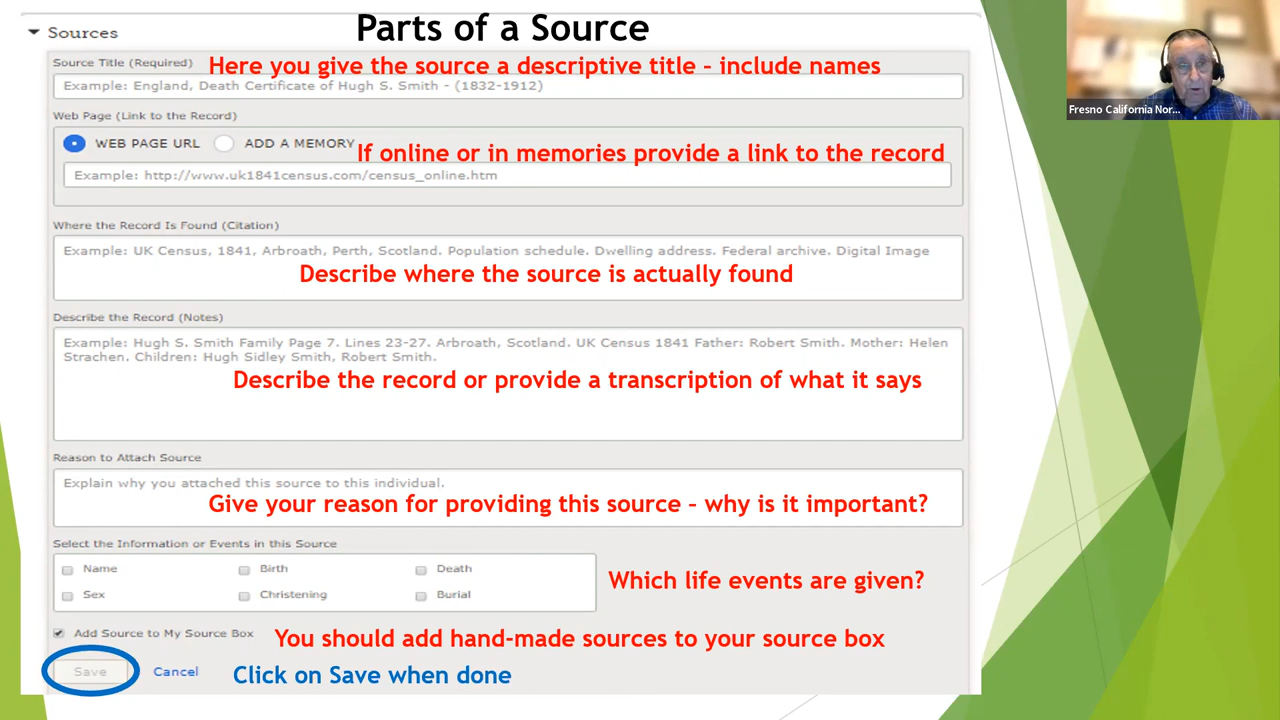 Parts of a Source
Sources
Source Title (Required)
Here you give the source a descriptive title – include names
Example: England, Death Certificate of Hugh S. Smith - (1832-1912)
Web Page (Link to the Record)
WEB PAGE URL
ADD A MEMORY
If online or in memories provide a link to the record
Example: http://www.uk1841census.com/census_online.htm
Where the Record Is Found (Citation)
Example: UK Census, 1841, Arbroath, Perth, Scotland. Population schedule. Dwelling address. Federal archive. Digital Image
Describe where the source is actually found
Describe the Record (Notes)
Example: Hugh S. Smith Family Page 7. Lines 23-27. Arbroath, Scotland. UK Census 1841 Father: Robert Smith. Mother: Helen
Strachen. Children: Hugh Sidley Smith, Robert Smith.
Describe the record or provide a transcription of what it says
Reason to Attach Source
Explain why you attached this source to this individual.
Give your reason for providing this source – why is it important?
Select the Information or Events in this Source
Name Birth Death
Sex Christening Burial
Which life events are given?
Add Source to My Source Box
You should add hand-made sources to your source box
Save Cancel
Click on Save when done
Fresno California Nor...